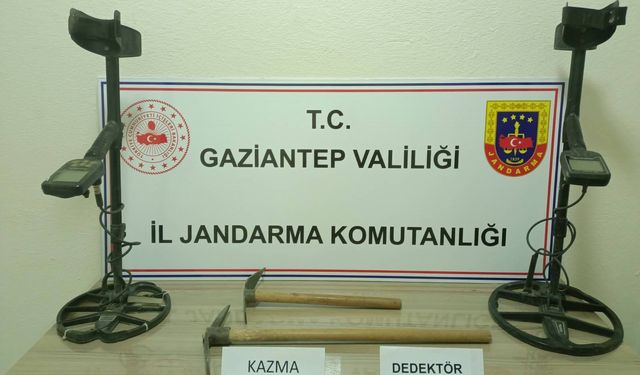 T.C.
GAZİANTEP VALİLİĞİ
İL JANDARMA KOMUTANLIĞI
JANDARMA
KAZMA
DEDEKTÖR